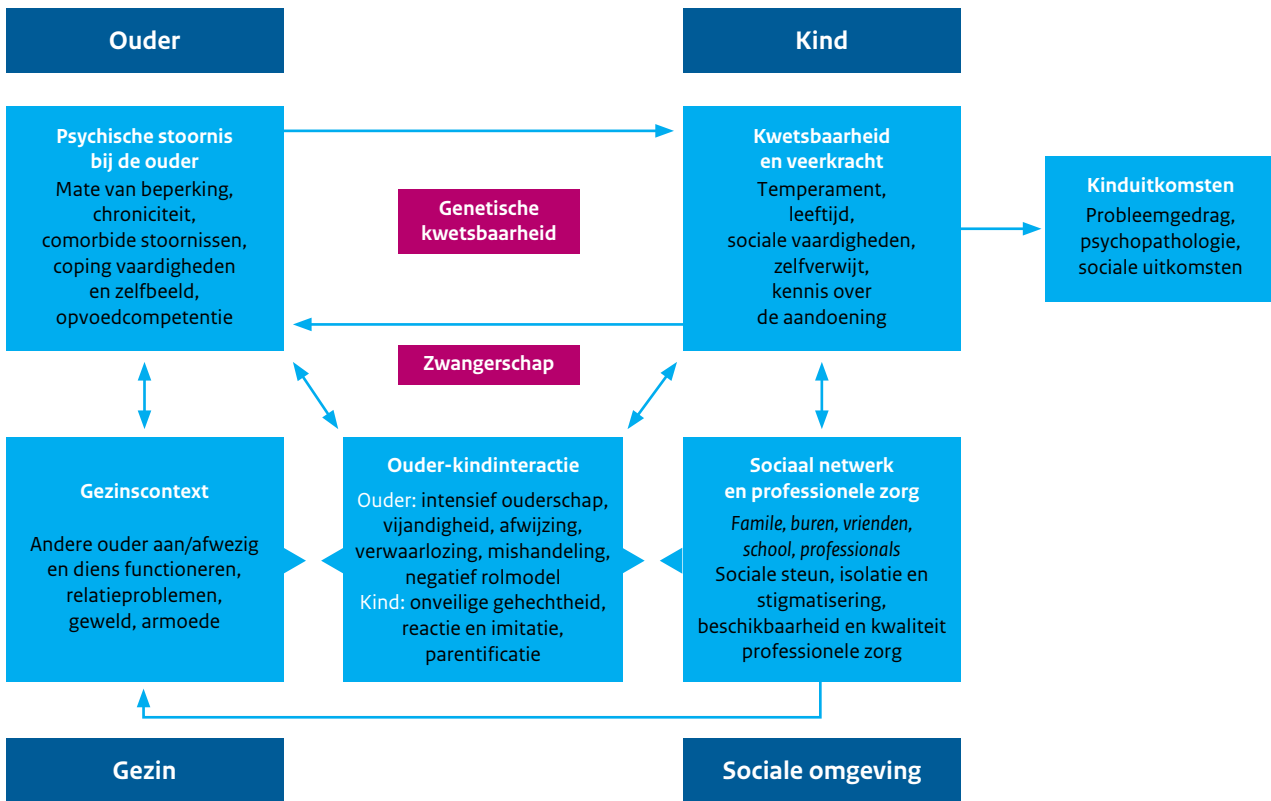 Ouder
Kind
Psychische stoornis
bij de ouder
Mate van beperking,
chroniciteit,
comorbide stoornissen,
coping vaardigheden
en zelfbeeld,
opvoedcompetentie
Genetische
kwetsbaarheid
Zwangerschap
Kwetsbaarheid
en veerkracht
Temperament,
leeftijd,
sociale vaardigheden,
zelfverwijt,
kennis over
de aandoening
Kinduitkomsten
Probleemgedrag,
psychopathologie,
sociale uitkomsten
Gezinscontext
Andere ouder aan/afwezig
en diens functioneren,
relatieproblemen,
geweld, armoede
Ouder-kindinteractie
Ouder: intensief ouderschap,
vijandigheid, afwijzing,
verwaarlozing, mishandeling,
negatief rolmodel
Kind: onveilige gehechtheid,
reactie en imitatie,
parentificatie
Sociaal netwerk
en professionele zorg
Famile, buren, vrienden,
school, professionals
Sociale steun, isolatie en
stigmatisering,
beschikbaarheid en kwaliteit
professionele zorg
Gezin
Sociale omgeving